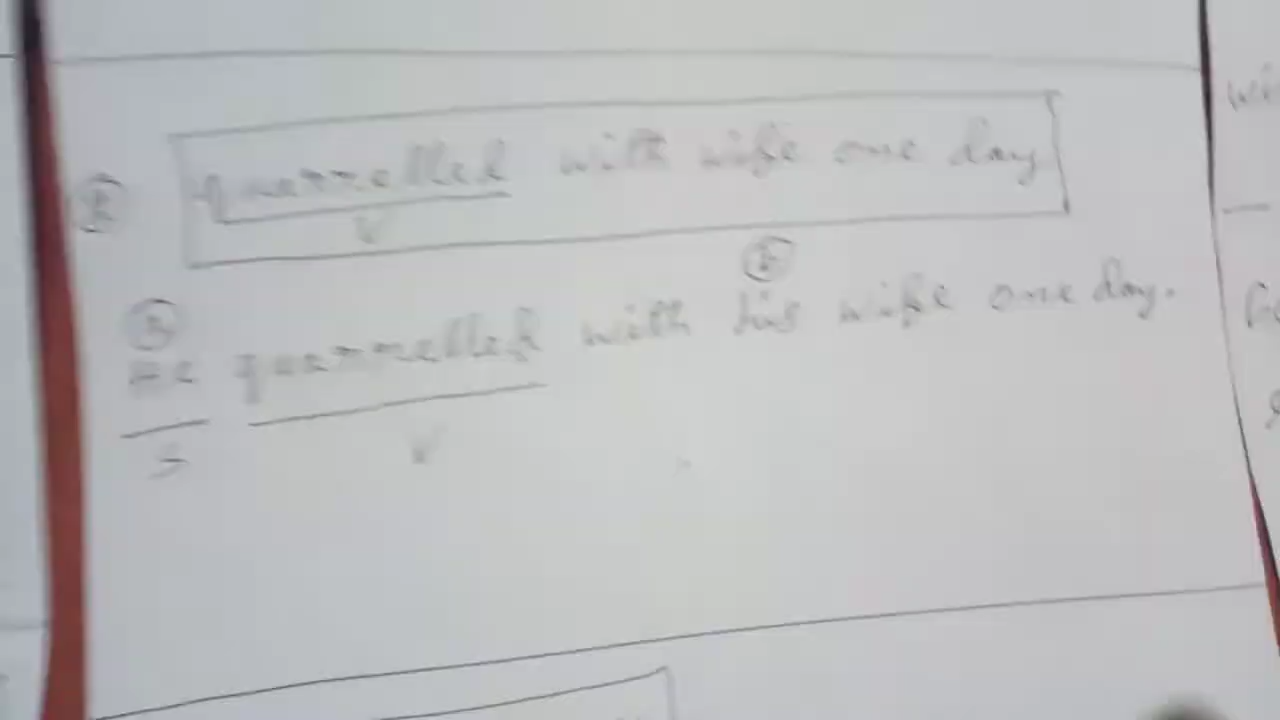 quarrelled with wife one day
V
He quarrelled with his wife one day.
S V